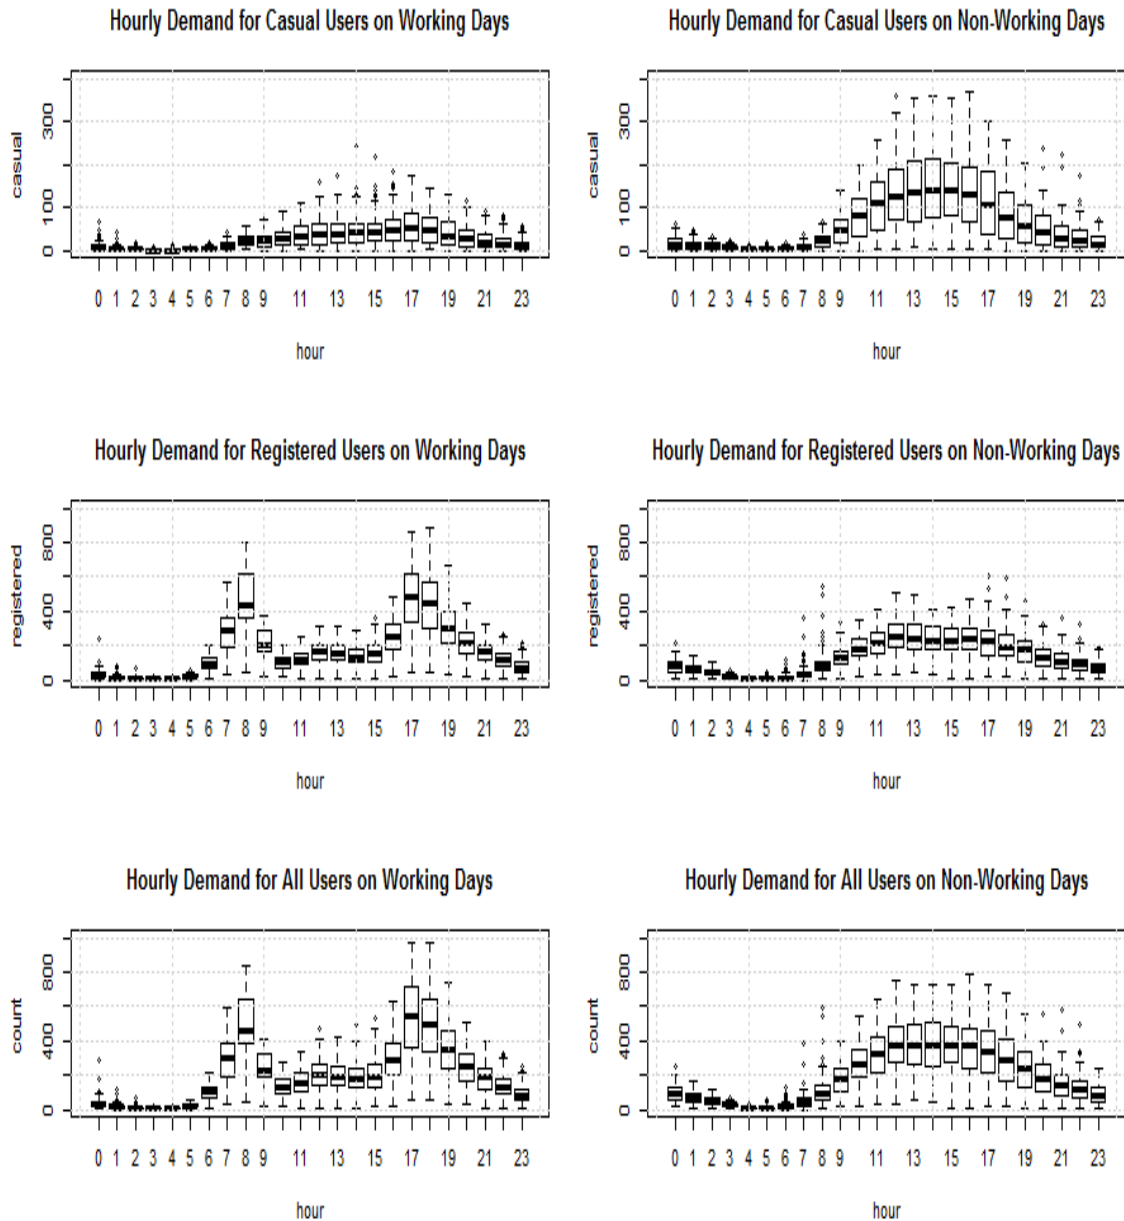 Hourly Demand for Casual Users on Working Days
casual
300
100
0
0 1 2 3 4 5 6 7 8 9 11 13 15 17 19 21 23
hour
Hourly Demand for Casual Users on Non-Working Days
casual
300
100
0
0 1 2 3 4 5 6 7 8 9 11 13 15 17 19 21 23
hour
Hourly Demand for Registered Users on Working Days
registered
800
400
0
0 1 2 3 4 5 6 7 8 9 11 13 15 17 19 21 23
hour
Hourly Demand for Registered Users on Non-Working Days
registered
800
400
0
0 1 2 3 4 5 6 7 8 9 11 13 15 17 19 21 23
hour
Hourly Demand for All Users on Working Days
count
800
400
0
0 1 2 3 4 5 6 7 8 9 11 13 15 17 19 21 23
hour
Hourly Demand for All Users on Non-Working Days
count
800
400
0
0 1 2 3 4 5 6 7 8 9 11 13 15 17 19 21 23
hour